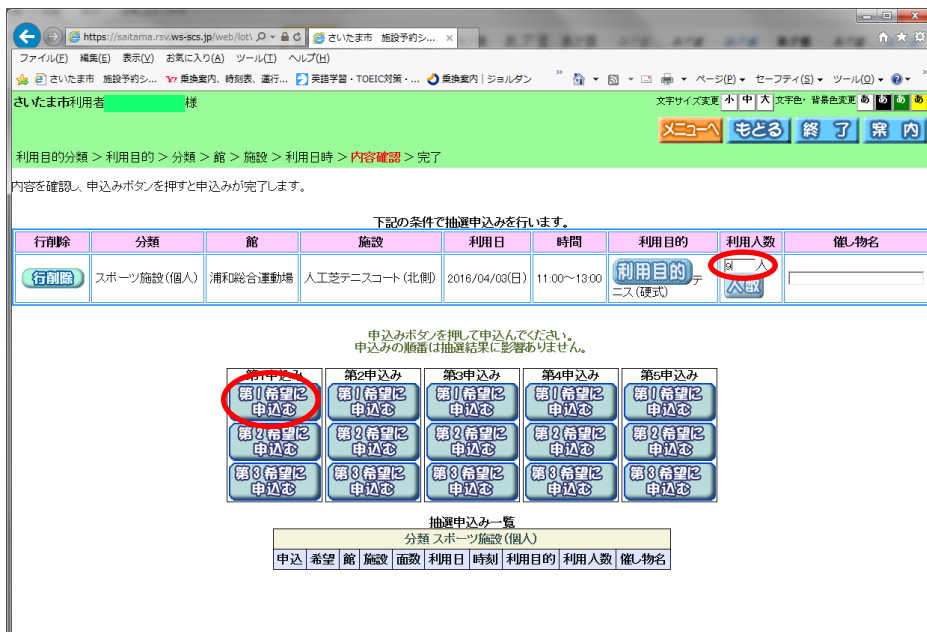 https://saitama.rsv.ws-scs.jp/web/lot\ さいたま市 施設予約シ... ×
ファイル(F) 編集(E) 表示(V) お気に入り(A) ツール(T) ヘルプ(H)
さいたま市 施設予約シ... 乗換案内、時刻表、運行... 英語学習・TOEIC対策・... 乗換案内｜ジョルダン » ページ(P) セーフティ(S) ツール(O) »
さいたま市利用者 様 文字サイズ変更 小 中 大 文字色・背景色変更 あ あ あ あ
メニューへ もどる 終了 案内
利用目的分類 > 利用目的 > 分類 > 館 > 施設 > 利用日時 > 内容確認 > 完了
内容を確認し、申込みボタンを押すと申込みが完了します。
下記の条件で抽選申込みを行います。
行削除 分類 館 施設 利用日 時間 利用目的 利用人数 催し物名
行削除 スポーツ施設(個人) 浦和総合運動場 人工芝テニスコート(北側) 2016/04/03(日) 11:00～13:00 利用目的 テニス(硬式) 9 人 人数
申込みボタンを押して申込んでください。
申込みの順番は抽選結果に影響ありません。
第1申込み 第2申込み 第3申込み 第4申込み 第5申込み
第1希望に申込む 第1希望に申込む 第1希望に申込む 第1希望に申込む 第1希望に申込む
第2希望に申込む 第2希望に申込む 第2希望に申込む 第2希望に申込む 第2希望に申込む
第3希望に申込む 第3希望に申込む 第3希望に申込む 第3希望に申込む 第3希望に申込む
抽選申込み一覧
分類 スポーツ施設(個人)
申込 希望 館 施設 面数 利用日 時刻 利用目的 利用人数 催し物名